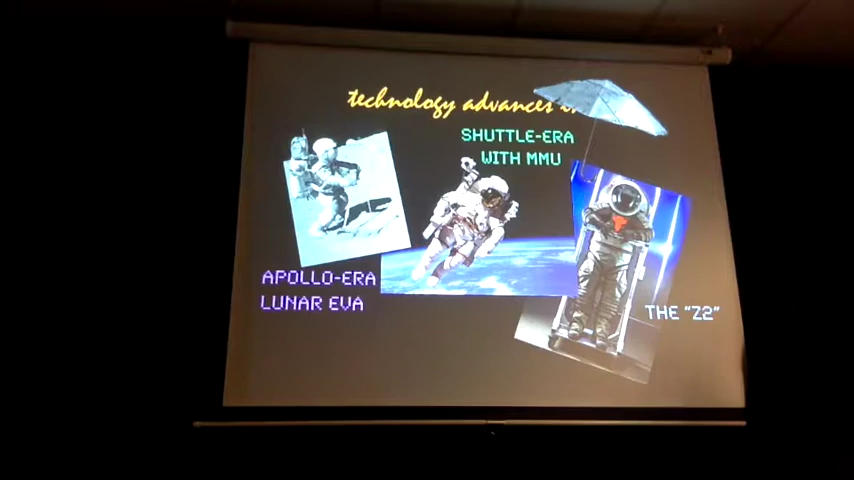 technology advances
SHUTTLE-ERA
WITH MMU
APOLLO-ERA
LUNAR EVA
THE "Z2"